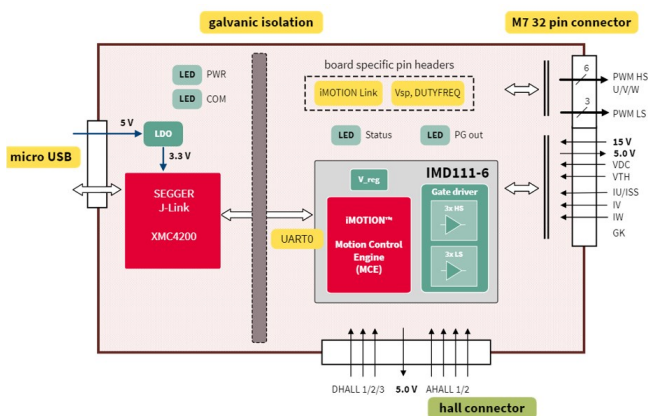 galvanic isolation
M7 32 pin connector
LED PWR
LED COM
board specific pin headers
iMOTION Link
Vsp, DUTYFREQ
6
PWM HS
U/V/W
3
PWM LS
5 V
LDO
3.3 V
LED Status
LED PG out
micro USB
SEGGER
J-Link
XMC4200
UART0
IMD111-6
V_reg
Gate driver
iMOTION™
Motion Control
Engine
(MCE)
3x HS
3x LS
15 V
5.0 V
VDC
VTH
IU/ISS
IV
IW
GK
DHALL 1/2/3
5.0 V
AHALL 1/2
hall connector